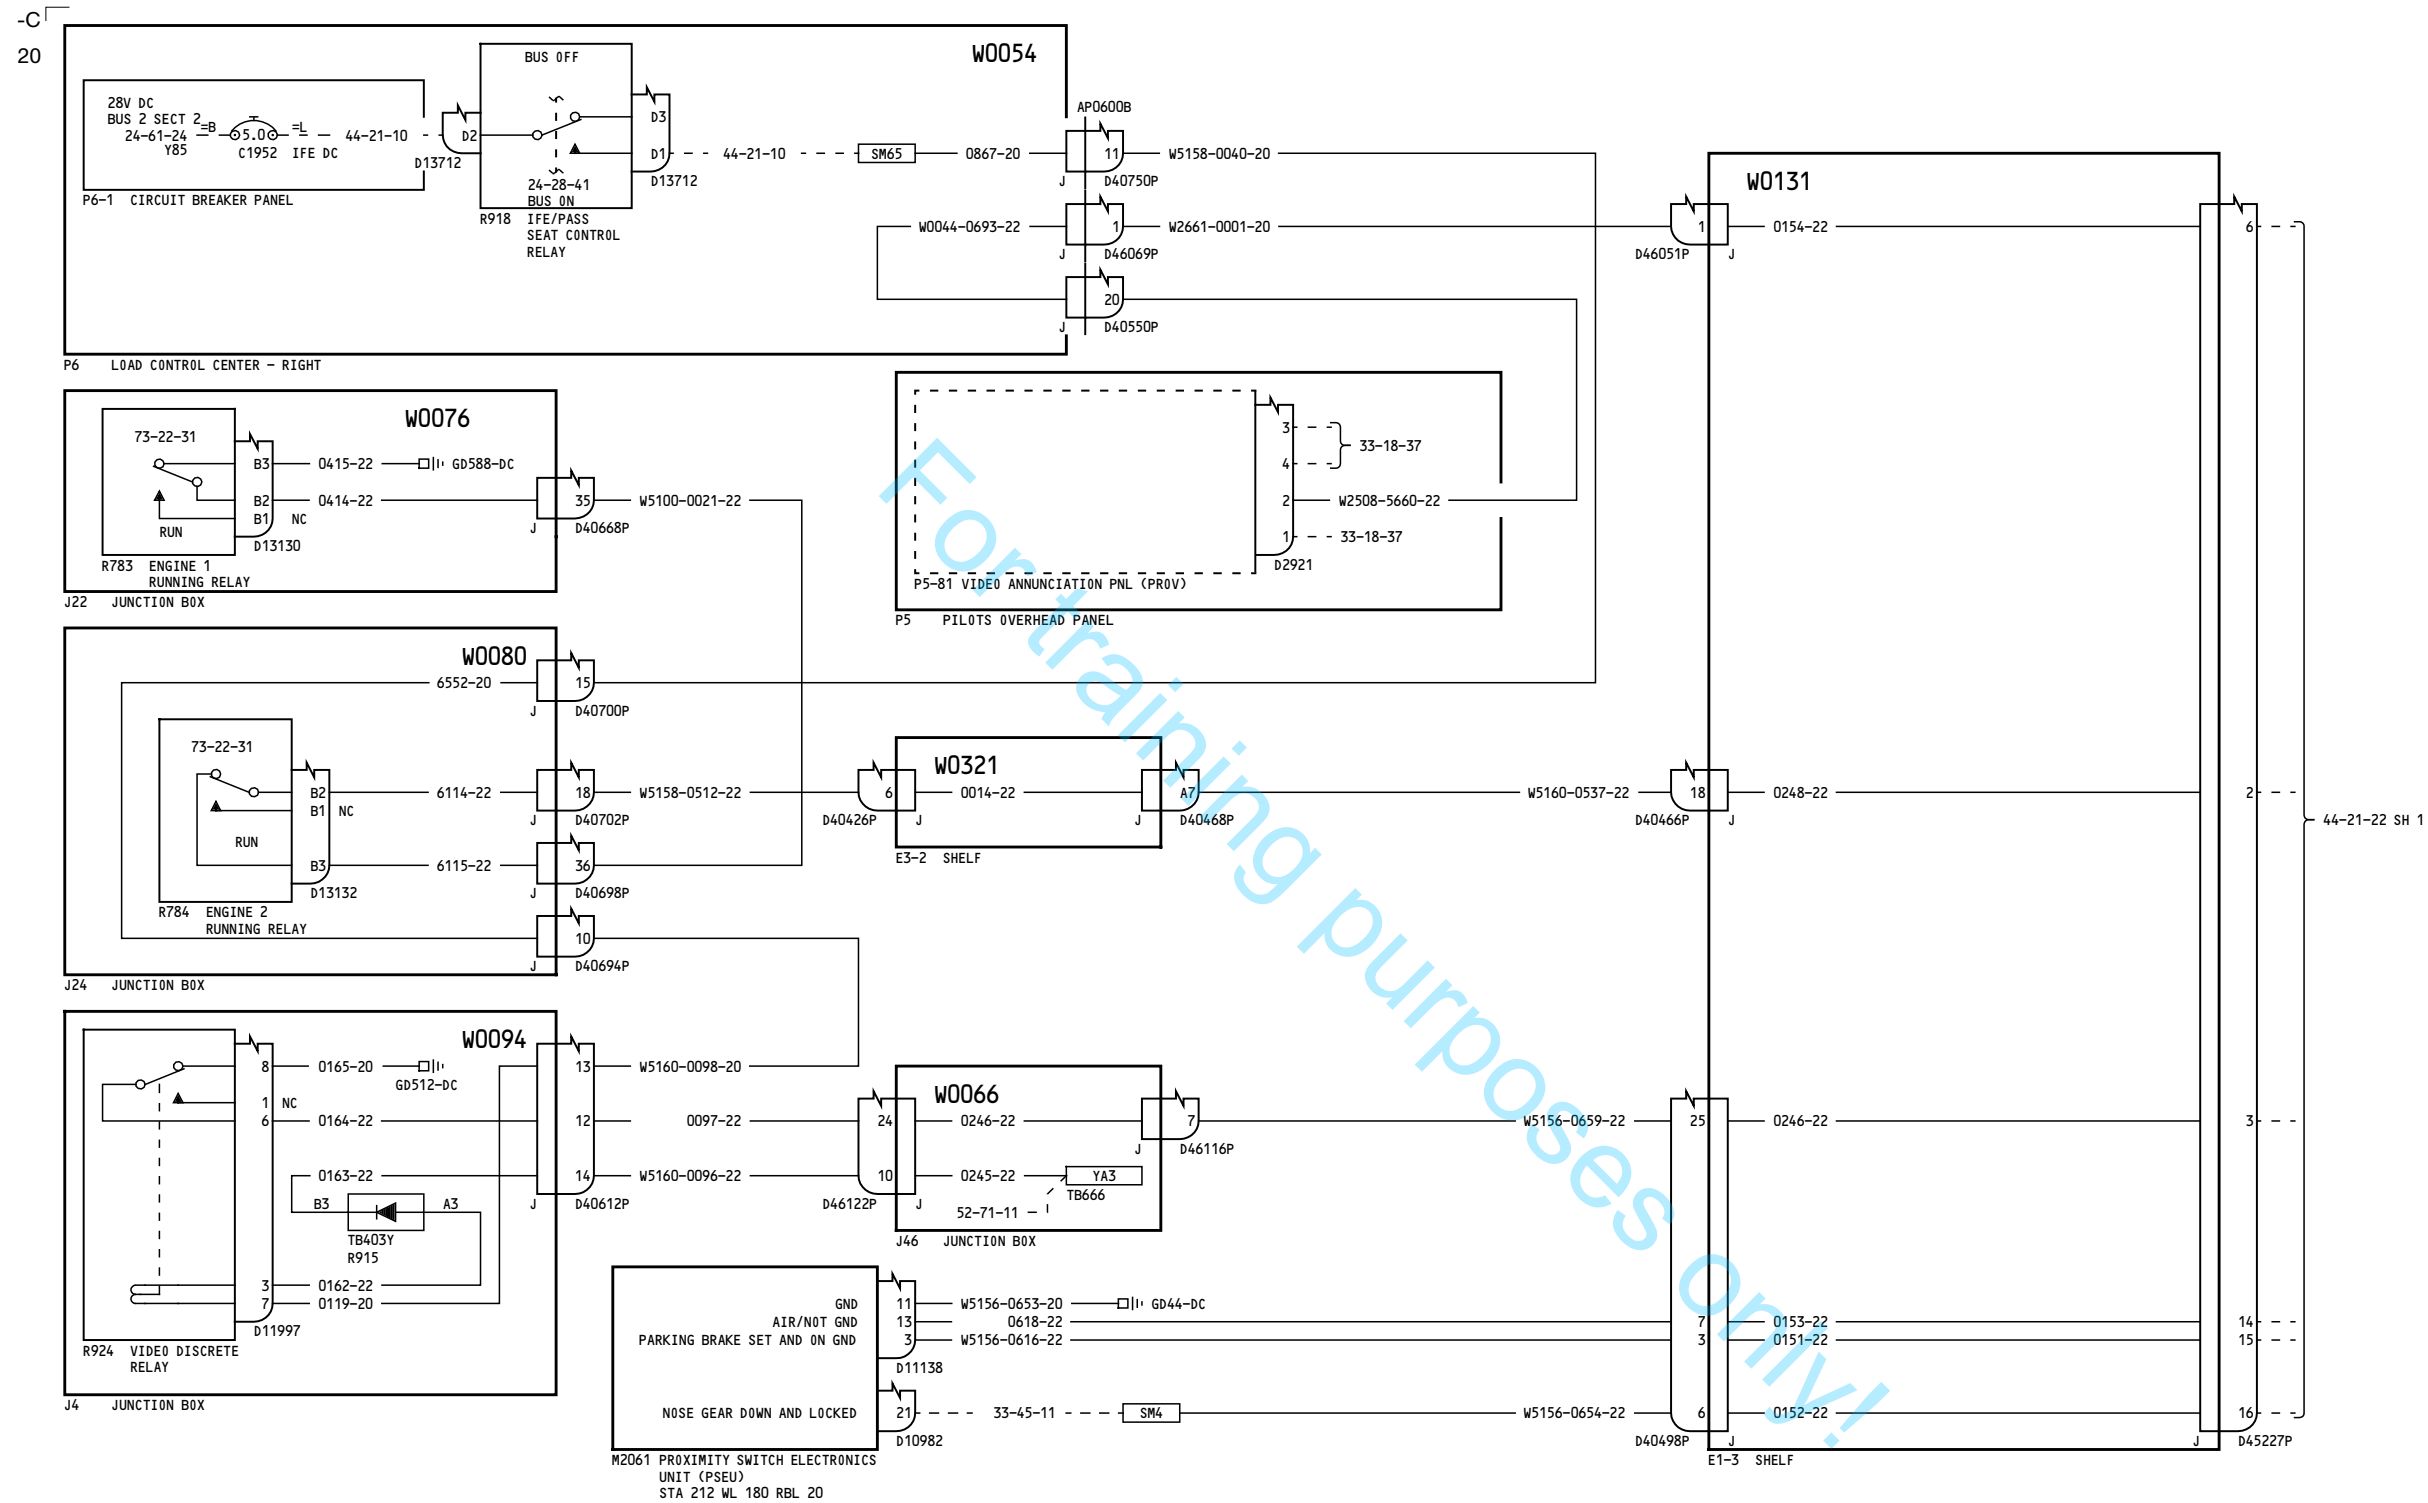 -C
20
W0054
BUS OFF
28V DC
BUS 2 SECT 2
24-61-24
Y85
=B
5.0
=L
C1952 IFE DC
44-21-10
D2
D13712
P6-1 CIRCUIT BREAKER PANEL
D3
D1
D13712
24-28-41
BUS ON
R918 IFE/PASS
SEAT CONTROL
RELAY
44-21-10
SM65
0867-20
AP0600B
11
J D40750P
W5158-0040-20
W0044-0693-22
1
J D46069P
W2661-0001-20
20
J D40550P
P6 LOAD CONTROL CENTER - RIGHT
W0131
1
D46051P J
0154-22
6
W0076
73-22-31
B3 0415-22 GD588-DC
B2 0414-22
B1 NC
RUN
D13130
R783 ENGINE 1
RUNNING RELAY
35
J D40668P
W5100-0021-22
J22 JUNCTION BOX
3
4
33-18-37
2 W2508-5660-22
1 33-18-37
D2921
P5-81 VIDEO ANNUNCIATION PNL (PROV)
P5 PILOTS OVERHEAD PANEL
W0080
6552-20
15
J D40700P
73-22-31
B2 6114-22
B1 NC
RUN
B3 6115-22
D13132
R784 ENGINE 2
RUNNING RELAY
18
J D40702P
W5158-0512-22
36
J D40698P
10
J D40694P
J24 JUNCTION BOX
6
D40426P J
W0321
0014-22
A7
J D40468P
E3-2 SHELF
W5160-0537-22
18
D40466P J
0248-22
2
44-21-22 SH 1
W0094
8 0165-20
GD512-DC
1 NC
6 0164-22
0163-22
B3 A3
TB403Y
R915
3 0162-22
7 0119-20
D11997
R924 VIDEO DISCRETE
RELAY
J4 JUNCTION BOX
13 W5160-0098-20
12 0097-22
14 W5160-0096-22
J D40612P
24
10
D46122P J
W0066
0246-22
0245-22
YA3
TB666
52-71-11
7
J D46116P
J46 JUNCTION BOX
W5156-0659-22
25
0246-22
3
GND 11 W5156-0653-20 GD44-DC
AIR/NOT GND 13 0618-22
PARKING BRAKE SET AND ON GND 3 W5156-0616-22
D11138
NOSE GEAR DOWN AND LOCKED 21 33-45-11 SM4 W5156-0654-22
D10982
M2061 PROXIMITY SWITCH ELECTRONICS
UNIT (PSEU)
STA 212 WL 180 RBL 20
7 0153-22 14
3 0151-22 15
6 0152-22 16
D40498P J
J D45227P
E1-3 SHELF
For training purposes only!